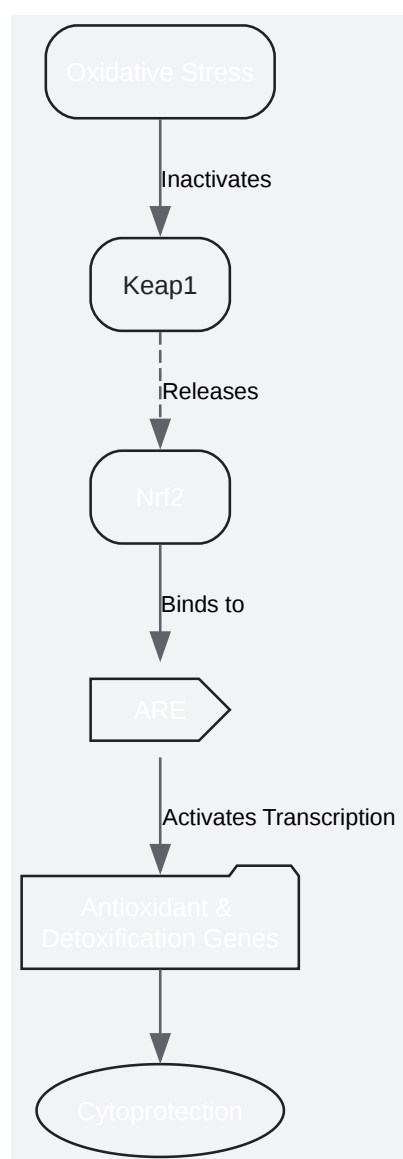 Oxidative Stress
Inactivates
Keap1
Releases
Nrf2
Binds to
ARE
Activates Transcription
Antioxidant &
Detoxification Genes
Cytoprotection